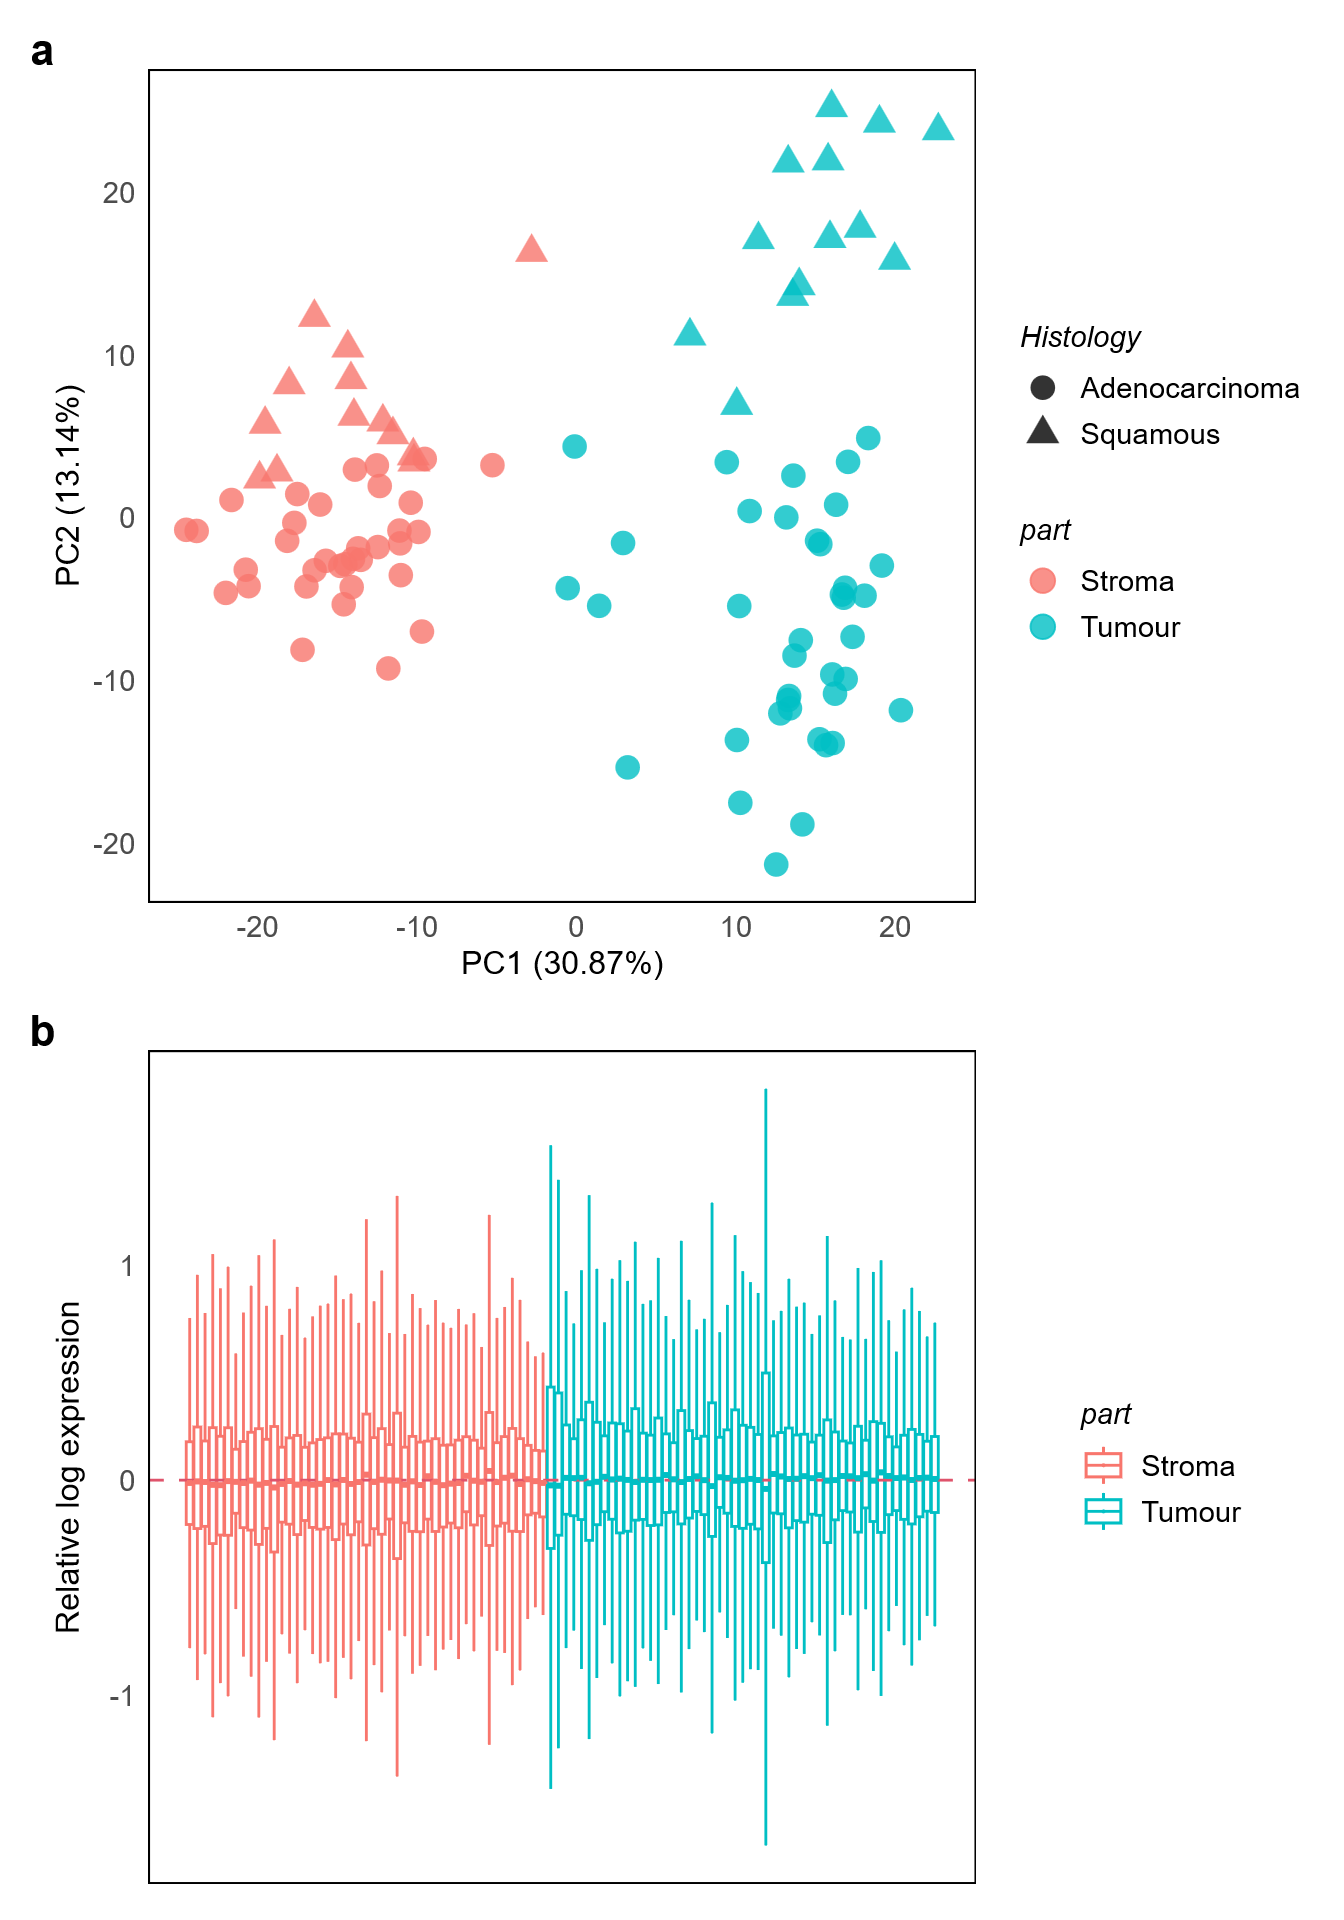 a
20
10
0
-10
-20
PC2 (13.14%)
-20 -10 0 10 20
PC1 (30.87%)
Histology
Adenocarcinoma
Squamous
part
Stroma
Tumour
b
1
0
-1
Relative log expression
part
Stroma
Tumour